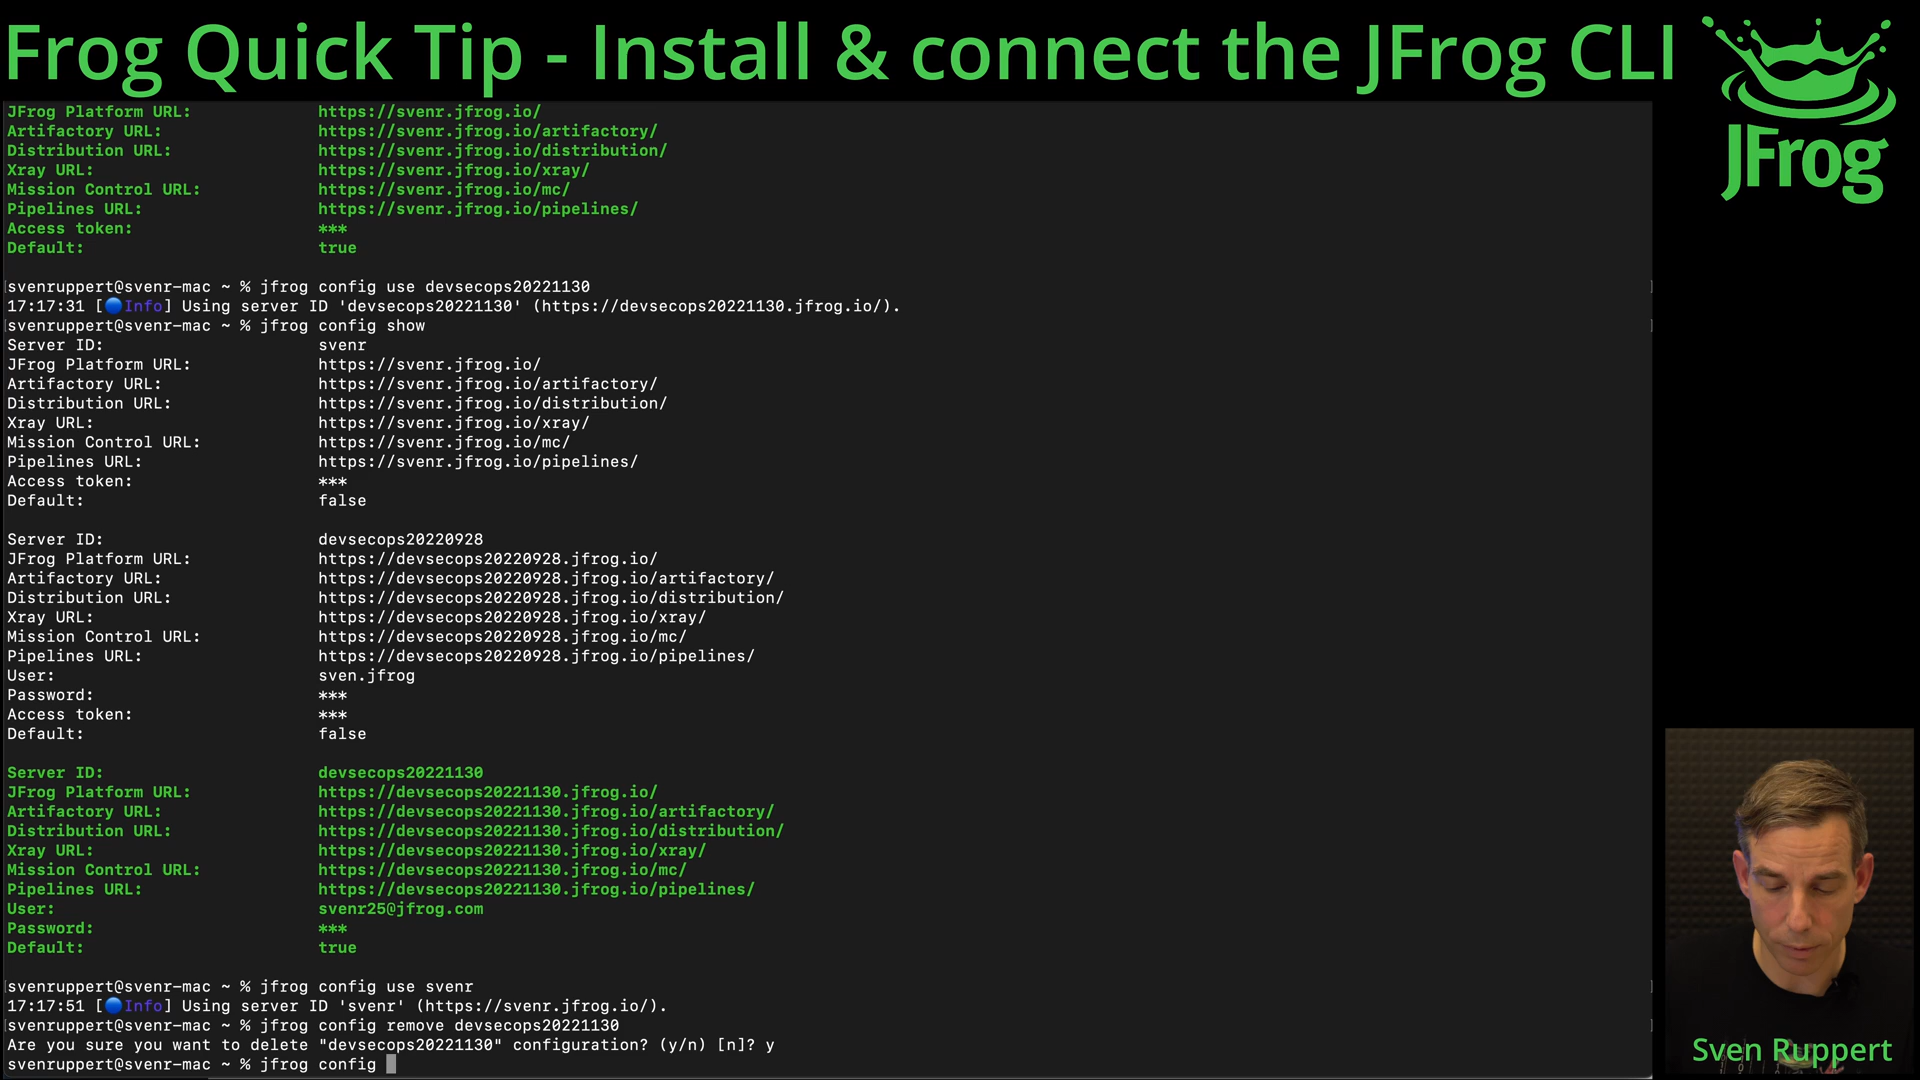 Frog Quick Tip - Install & connect the JFrog CLI
JFrog
JFrog Platform URL: https://svenr.jfrog.io/
Artifactory URL: https://svenr.jfrog.io/artifactory/
Distribution URL: https://svenr.jfrog.io/distribution/
Xray URL: https://svenr.jfrog.io/xray/
Mission Control URL: https://svenr.jfrog.io/mc/
Pipelines URL: https://svenr.jfrog.io/pipelines/
Access token: ***
Default: true
svenruppert@svenr-mac ~ % jfrog config use devsecops20221130
17:17:31 [🔵Info] Using server ID 'devsecops20221130' (https://devsecops20221130.jfrog.io/).
svenruppert@svenr-mac ~ % jfrog config show
Server ID: svenr
JFrog Platform URL: https://svenr.jfrog.io/
Artifactory URL: https://svenr.jfrog.io/artifactory/
Distribution URL: https://svenr.jfrog.io/distribution/
Xray URL: https://svenr.jfrog.io/xray/
Mission Control URL: https://svenr.jfrog.io/mc/
Pipelines URL: https://svenr.jfrog.io/pipelines/
Access token: ***
Default: false
Server ID: devsecops20220928
JFrog Platform URL: https://devsecops20220928.jfrog.io/
Artifactory URL: https://devsecops20220928.jfrog.io/artifactory/
Distribution URL: https://devsecops20220928.jfrog.io/distribution/
Xray URL: https://devsecops20220928.jfrog.io/xray/
Mission Control URL: https://devsecops20220928.jfrog.io/mc/
Pipelines URL: https://devsecops20220928.jfrog.io/pipelines/
User: sven.jfrog
Password: ***
Access token: ***
Default: false
Server ID: devsecops20221130
JFrog Platform URL: https://devsecops20221130.jfrog.io/
Artifactory URL: https://devsecops20221130.jfrog.io/artifactory/
Distribution URL: https://devsecops20221130.jfrog.io/distribution/
Xray URL: https://devsecops20221130.jfrog.io/xray/
Mission Control URL: https://devsecops20221130.jfrog.io/mc/
Pipelines URL: https://devsecops20221130.jfrog.io/pipelines/
User: svenr25@jfrog.com
Password: ***
Default: true
svenruppert@svenr-mac ~ % jfrog config use svenr
17:17:51 [🔵Info] Using server ID 'svenr' (https://svenr.jfrog.io/).
svenruppert@svenr-mac ~ % jfrog config remove devsecops20221130
Are you sure you want to delete "devsecops20221130" configuration? (y/n) [n]? y
svenruppert@svenr-mac ~ % jfrog config
Sven Ruppert